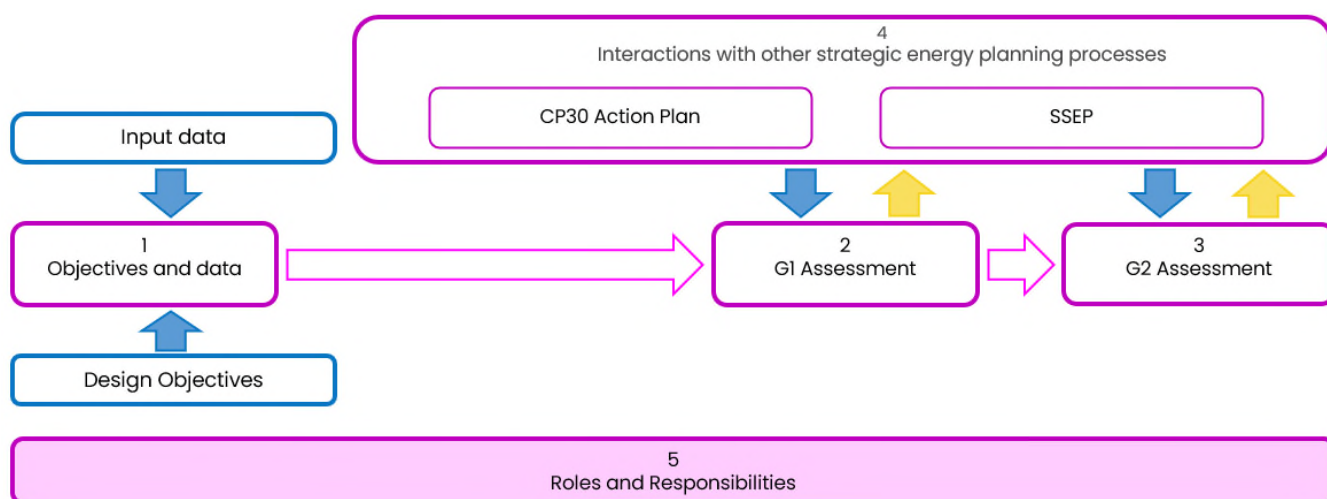 4
Interactions with other strategic energy planning processes
CP30 Action Plan
SSEP
Input data
1
Objectives and data
2
G1 Assessment
3
G2 Assessment
Design Objectives
5
Roles and Responsibilities